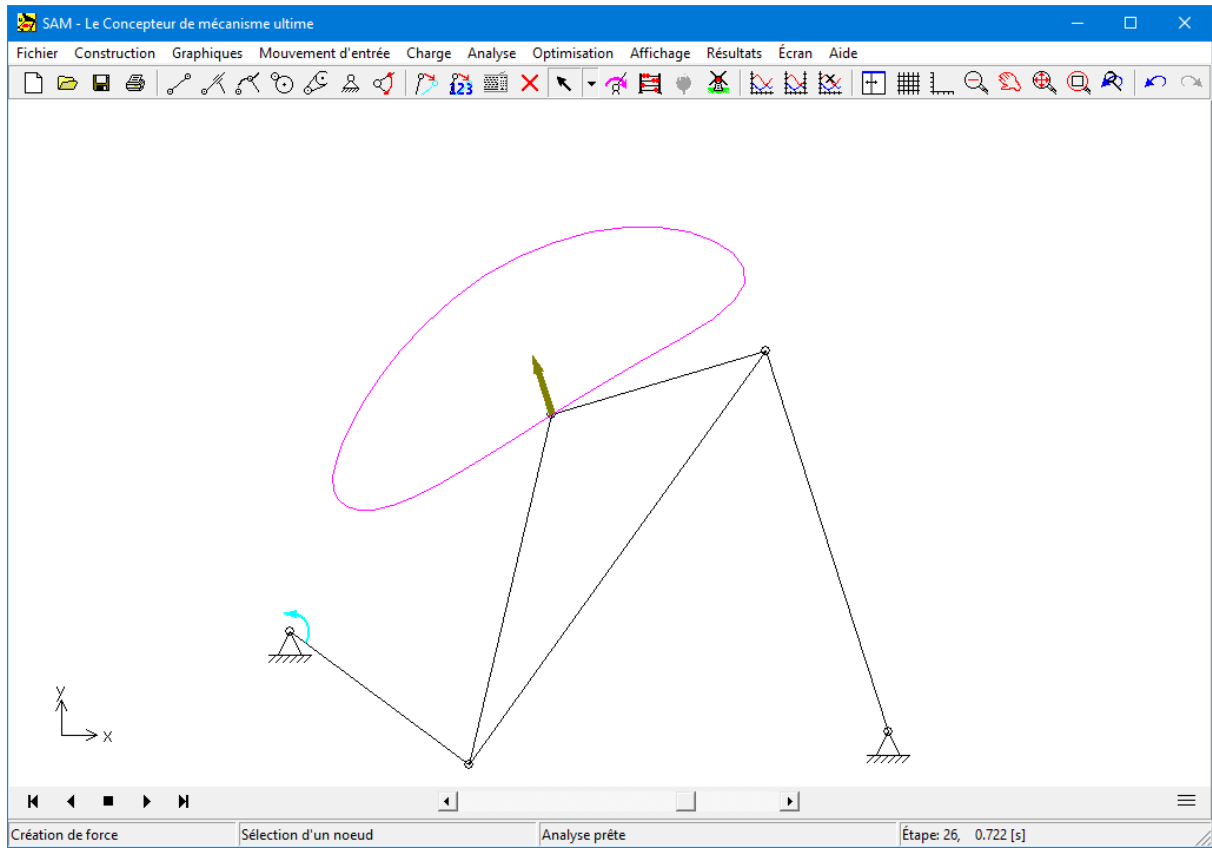 SAM - Le Concepteur de mécanisme ultime
Fichier Construction Graphiques Mouvement d'entrée Charge Analyse Optimisation Affichage Résultats Écran Aide
123
y
x
Création de force Sélection d'un noeud Analyse prête Étape: 26, 0.722 [s]